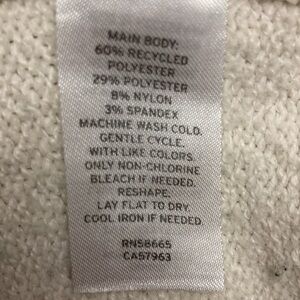 MAIN BODY:
60% RECYCLED
POLYESTER
29% POLYESTER
8% NYLON
3% SPANDEX
MACHINE WASH COLD.
GENTLE CYCLE.
WITH LIKE COLORS.
ONLY NON-CHLORINE
BLEACH IF NEEDED.
RESHAPE.
LAY FLAT TO DRY.
COOL IRON IF NEEDED.
RN58665
CA57963